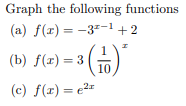 Graph the following functions
(a) f(x) = −3^{x−1} + 2
(b) f(x) = 3 (1/10)^x
(c) f(x) = e^{2x}